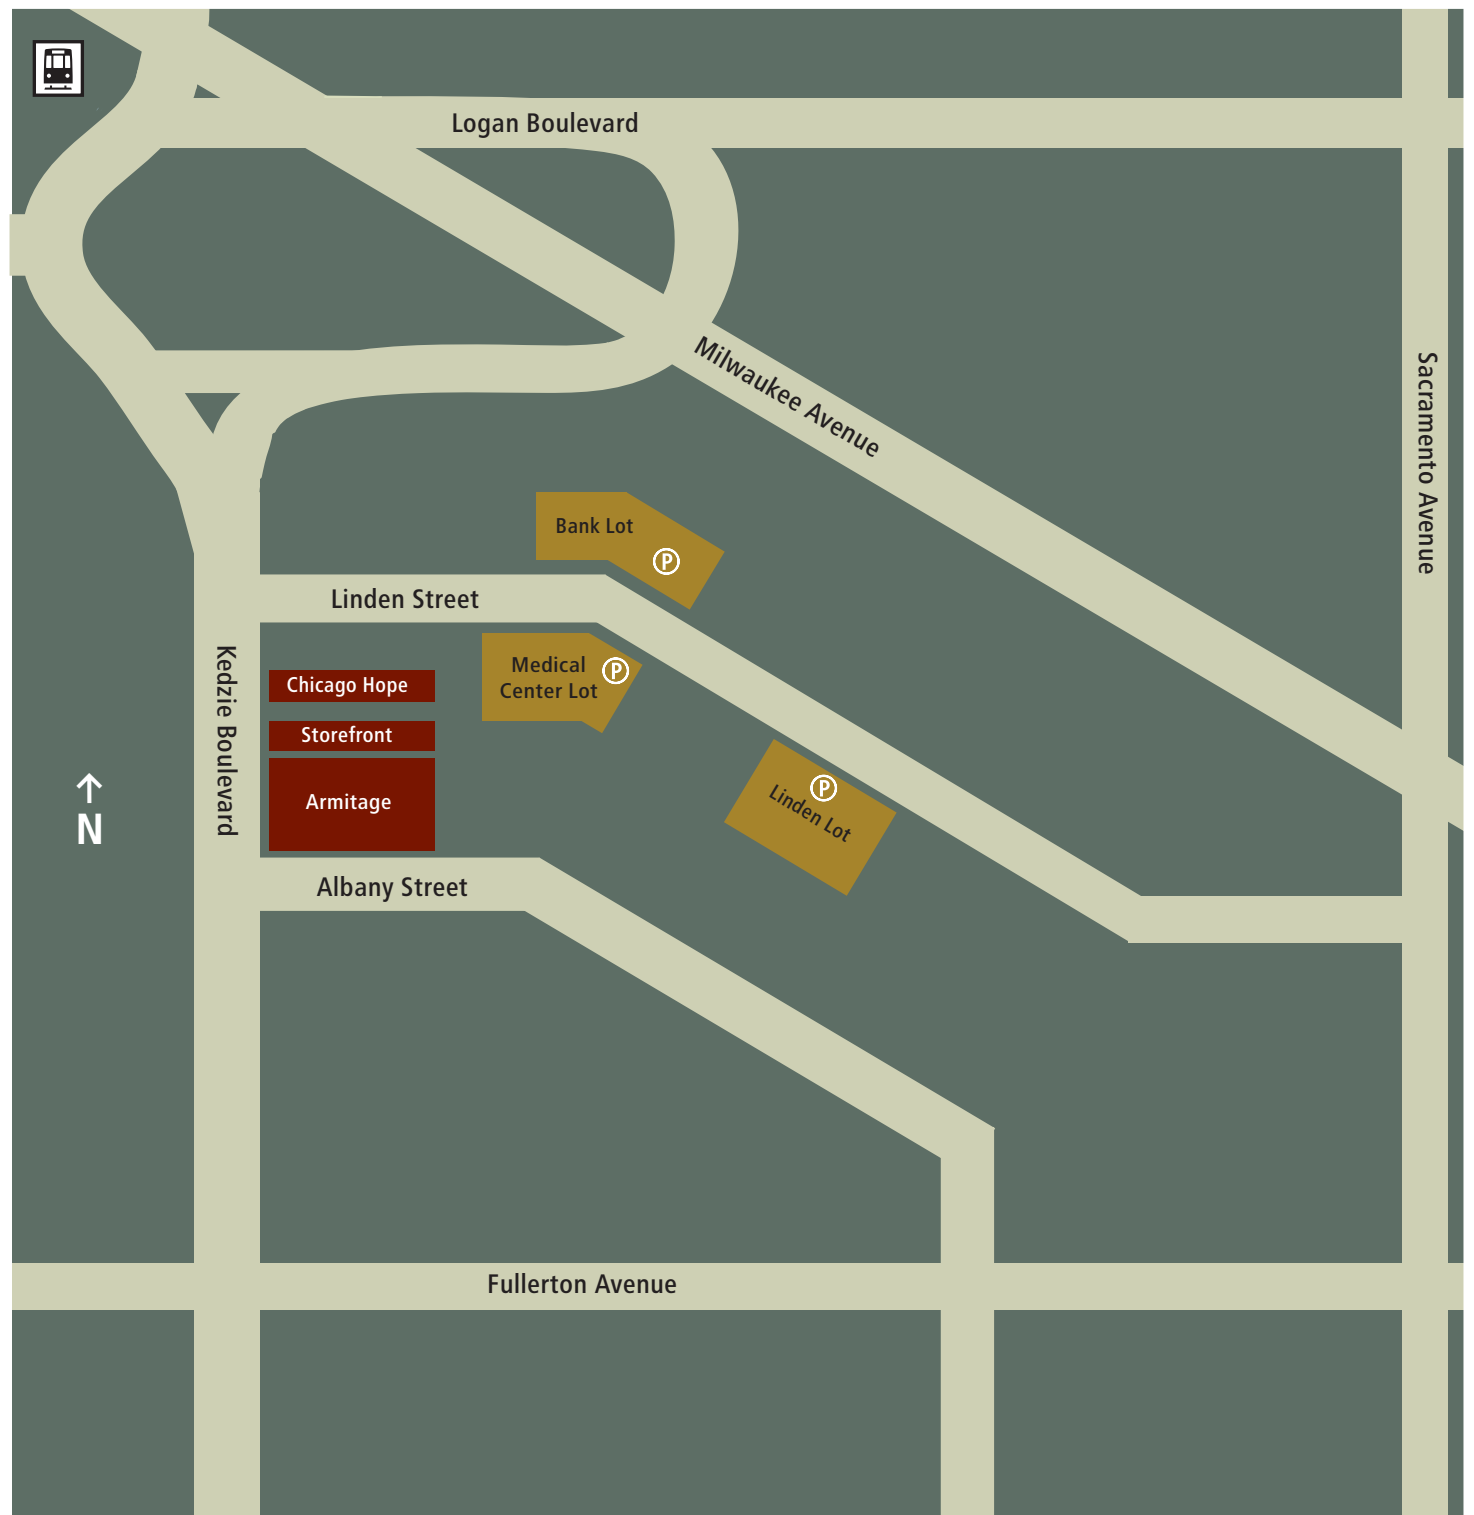 Logan Boulevard
Milwaukee Avenue
Sacramento Avenue
Bank Lot
P
Linden Street
Kedzie Boulevard
Medical
Center Lot
P
Chicago Hope
Storefront
Armitage
P
Linden Lot
N
Albany Street
Fullerton Avenue